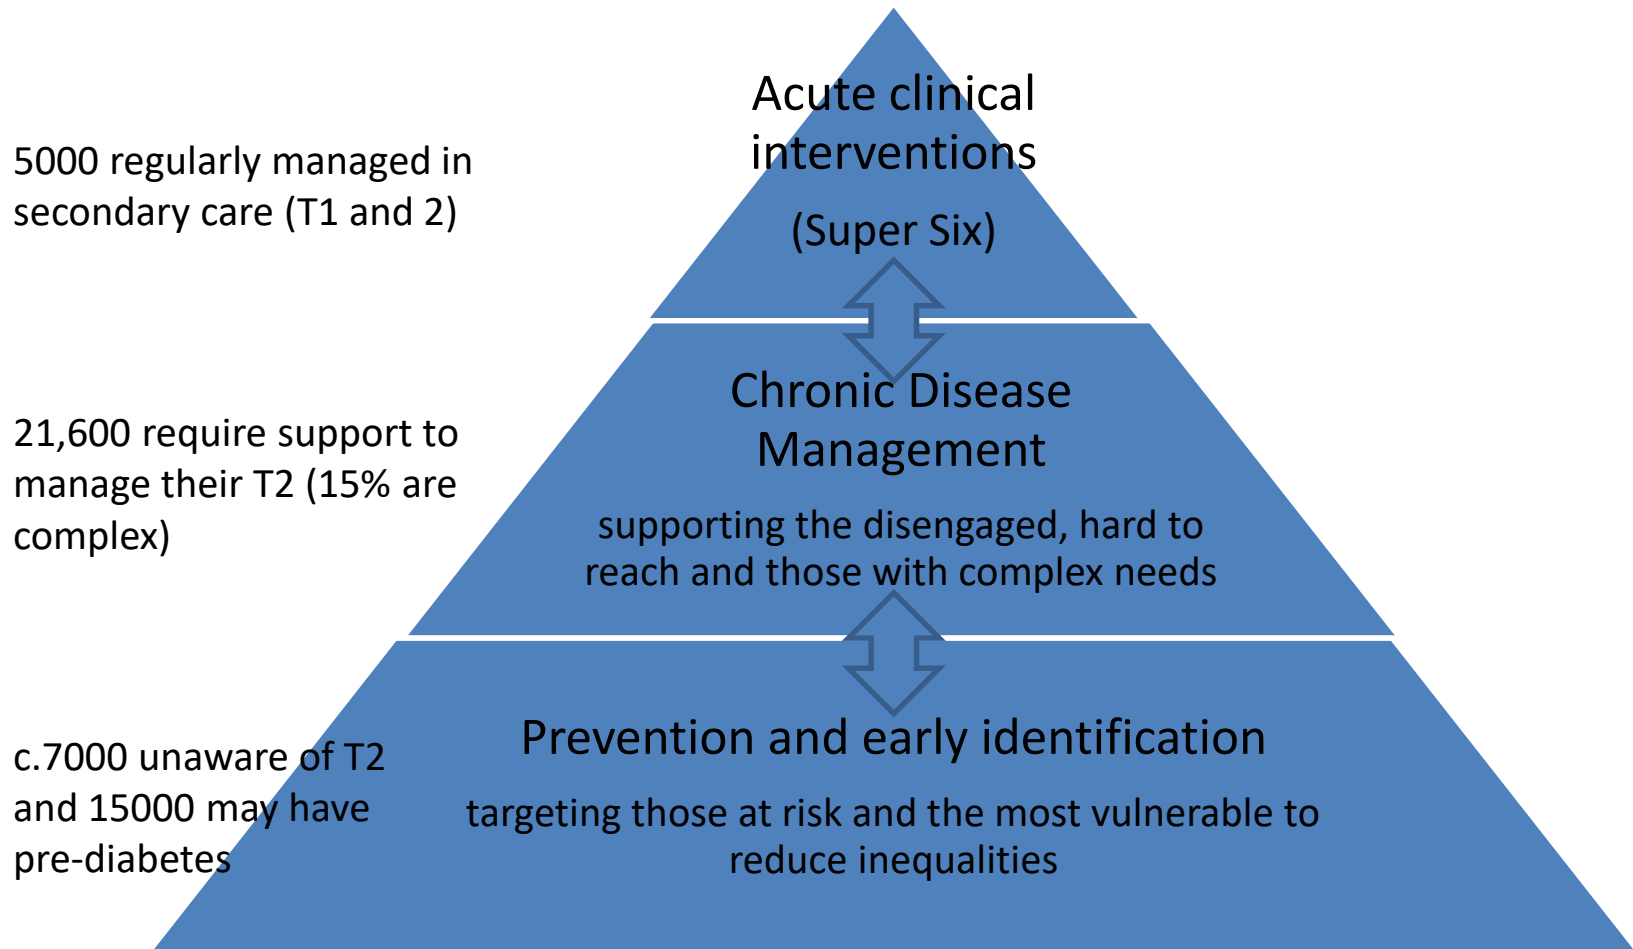 Acute clinical
interventions
(Super Six)
5000 regularly managed in
secondary care (T1 and 2)
Chronic Disease
Management
supporting the disengaged, hard to
reach and those with complex needs
21,600 require support to
manage their T2 (15% are
complex)
Prevention and early identification
targeting those at risk and the most vulnerable to
reduce inequalities
c.7000 unaware of T2
and 15000 may have
pre-diabetes